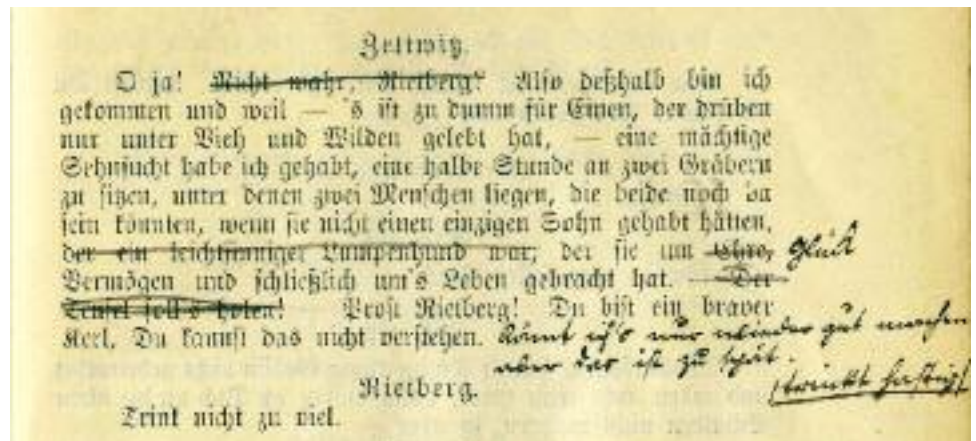 Zettwitz.
O ja! Nicht wahr, Rietberg? Also deßhalb bin ich
gekommen und weil — 's ist zu dumm für Einen, der drüben
nur unter Vieh und Wilden gelebt hat, — eine mächtige
Sehnsucht habe ich gehabt, eine halbe Stunde an zwei Gräbern
zu sitzen, unter denen zwei Menschen liegen, die beide noch da
sein könnten, wenn sie nicht einen einzigen Sohn gehabt hätten,
der ein leichtsinniger Lumpenhund war, der sie um Ehre, Glück
Vermögen und schließlich um's Leben gebracht hat. — Der
Teufel soll's holen! Prost Rietberg! Du bist ein braver
Kerl. Du kannst das nicht verstehen. Könnt ich's nur wieder gut machen
aber das ist zu spät.
(trinkt hastig)
Rietberg.
Trink nicht zu viel.